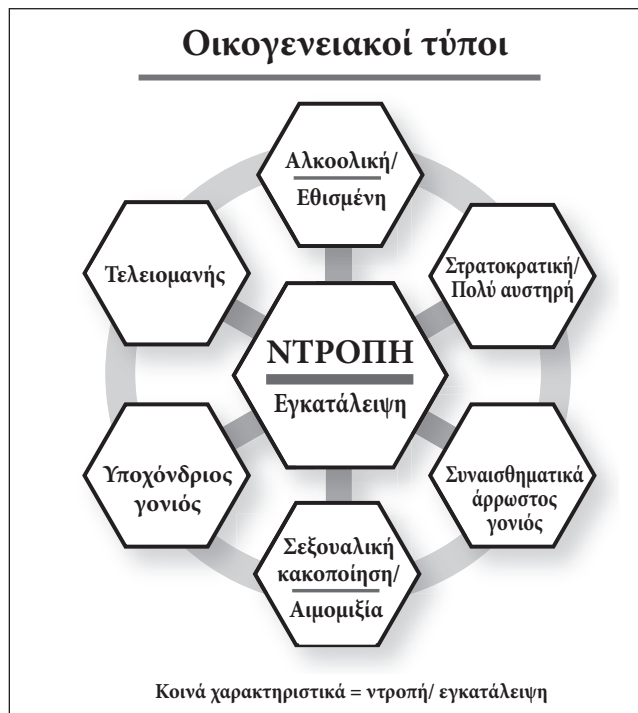 Οικογενειακοί τύποι
Αλκοολική/
Εθισμένη
Τελειομανής
Στρατοκρατική/
Πολύ αυστηρή
ΝΤΡΟΠΗ
Εγκατάλειψη
Υποχόνδριος
γονιός
Συναισθηματικά
άρρωστος
γονιός
Σεξουαλική
κακοποίηση/
Αιμομιξία
Κοινά χαρακτηριστικά = ντροπή/ εγκατάλειψη